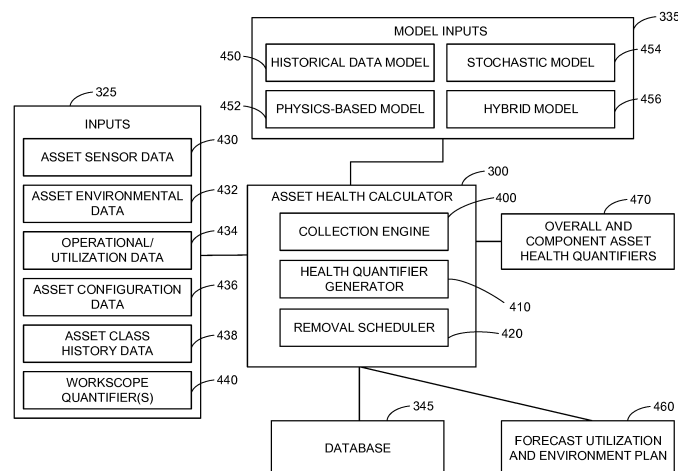 MODEL INPUTS
335
450
HISTORICAL DATA MODEL
STOCHASTIC MODEL
454
452
PHYSICS-BASED MODEL
HYBRID MODEL
456
325
INPUTS
ASSET SENSOR DATA
430
ASSET ENVIRONMENTAL
DATA
432
OPERATIONAL/
UTILIZATION DATA
434
ASSET CONFIGURATION
DATA
436
ASSET CLASS
HISTORY DATA
438
WORKSCOPE
QUANTIFIER(S)
440
300
ASSET HEALTH CALCULATOR
400
COLLECTION ENGINE
HEALTH QUANTIFIER
GENERATOR
410
REMOVAL SCHEDULER
420
470
OVERALL AND
COMPONENT ASSET
HEALTH QUANTIFIERS
345
DATABASE
460
FORECAST UTILIZATION
AND ENVIRONMENT PLAN